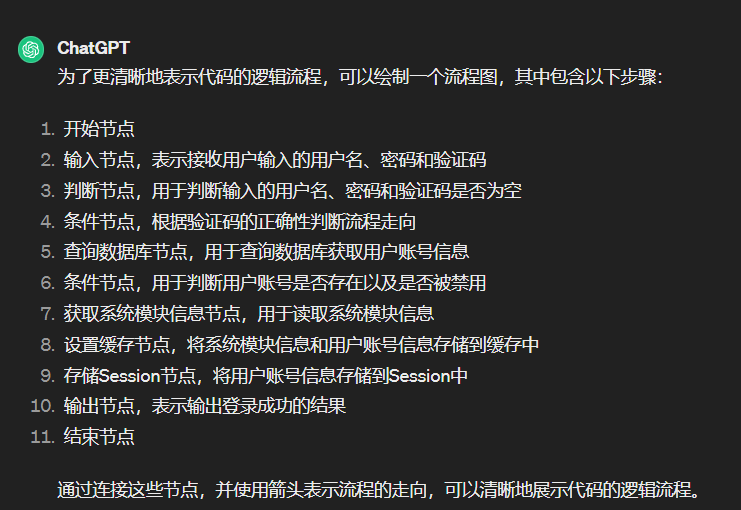 ChatGPT
为了更清晰地表示代码的逻辑流程，可以绘制一个流程图，其中包含以下步骤：
1. 开始节点
2. 输入节点，表示接收用户输入的用户名、密码和验证码
3. 判断节点，用于判断输入的用户名、密码和验证码是否为空
4. 条件节点，根据验证码的正确性判断流程走向
5. 查询数据库节点，用于查询数据库获取用户账号信息
6. 条件节点，用于判断用户账号是否存在以及是否被禁用
7. 获取系统模块信息节点，用于读取系统模块信息
8. 设置缓存节点，将系统模块信息和用户账号信息存储到缓存中
9. 存储Session节点，将用户账号信息存储到Session中
10. 输出节点，表示输出登录成功的结果
11. 结束节点
通过连接这些节点，并使用箭头表示流程的走向，可以清晰地展示代码的逻辑流程。